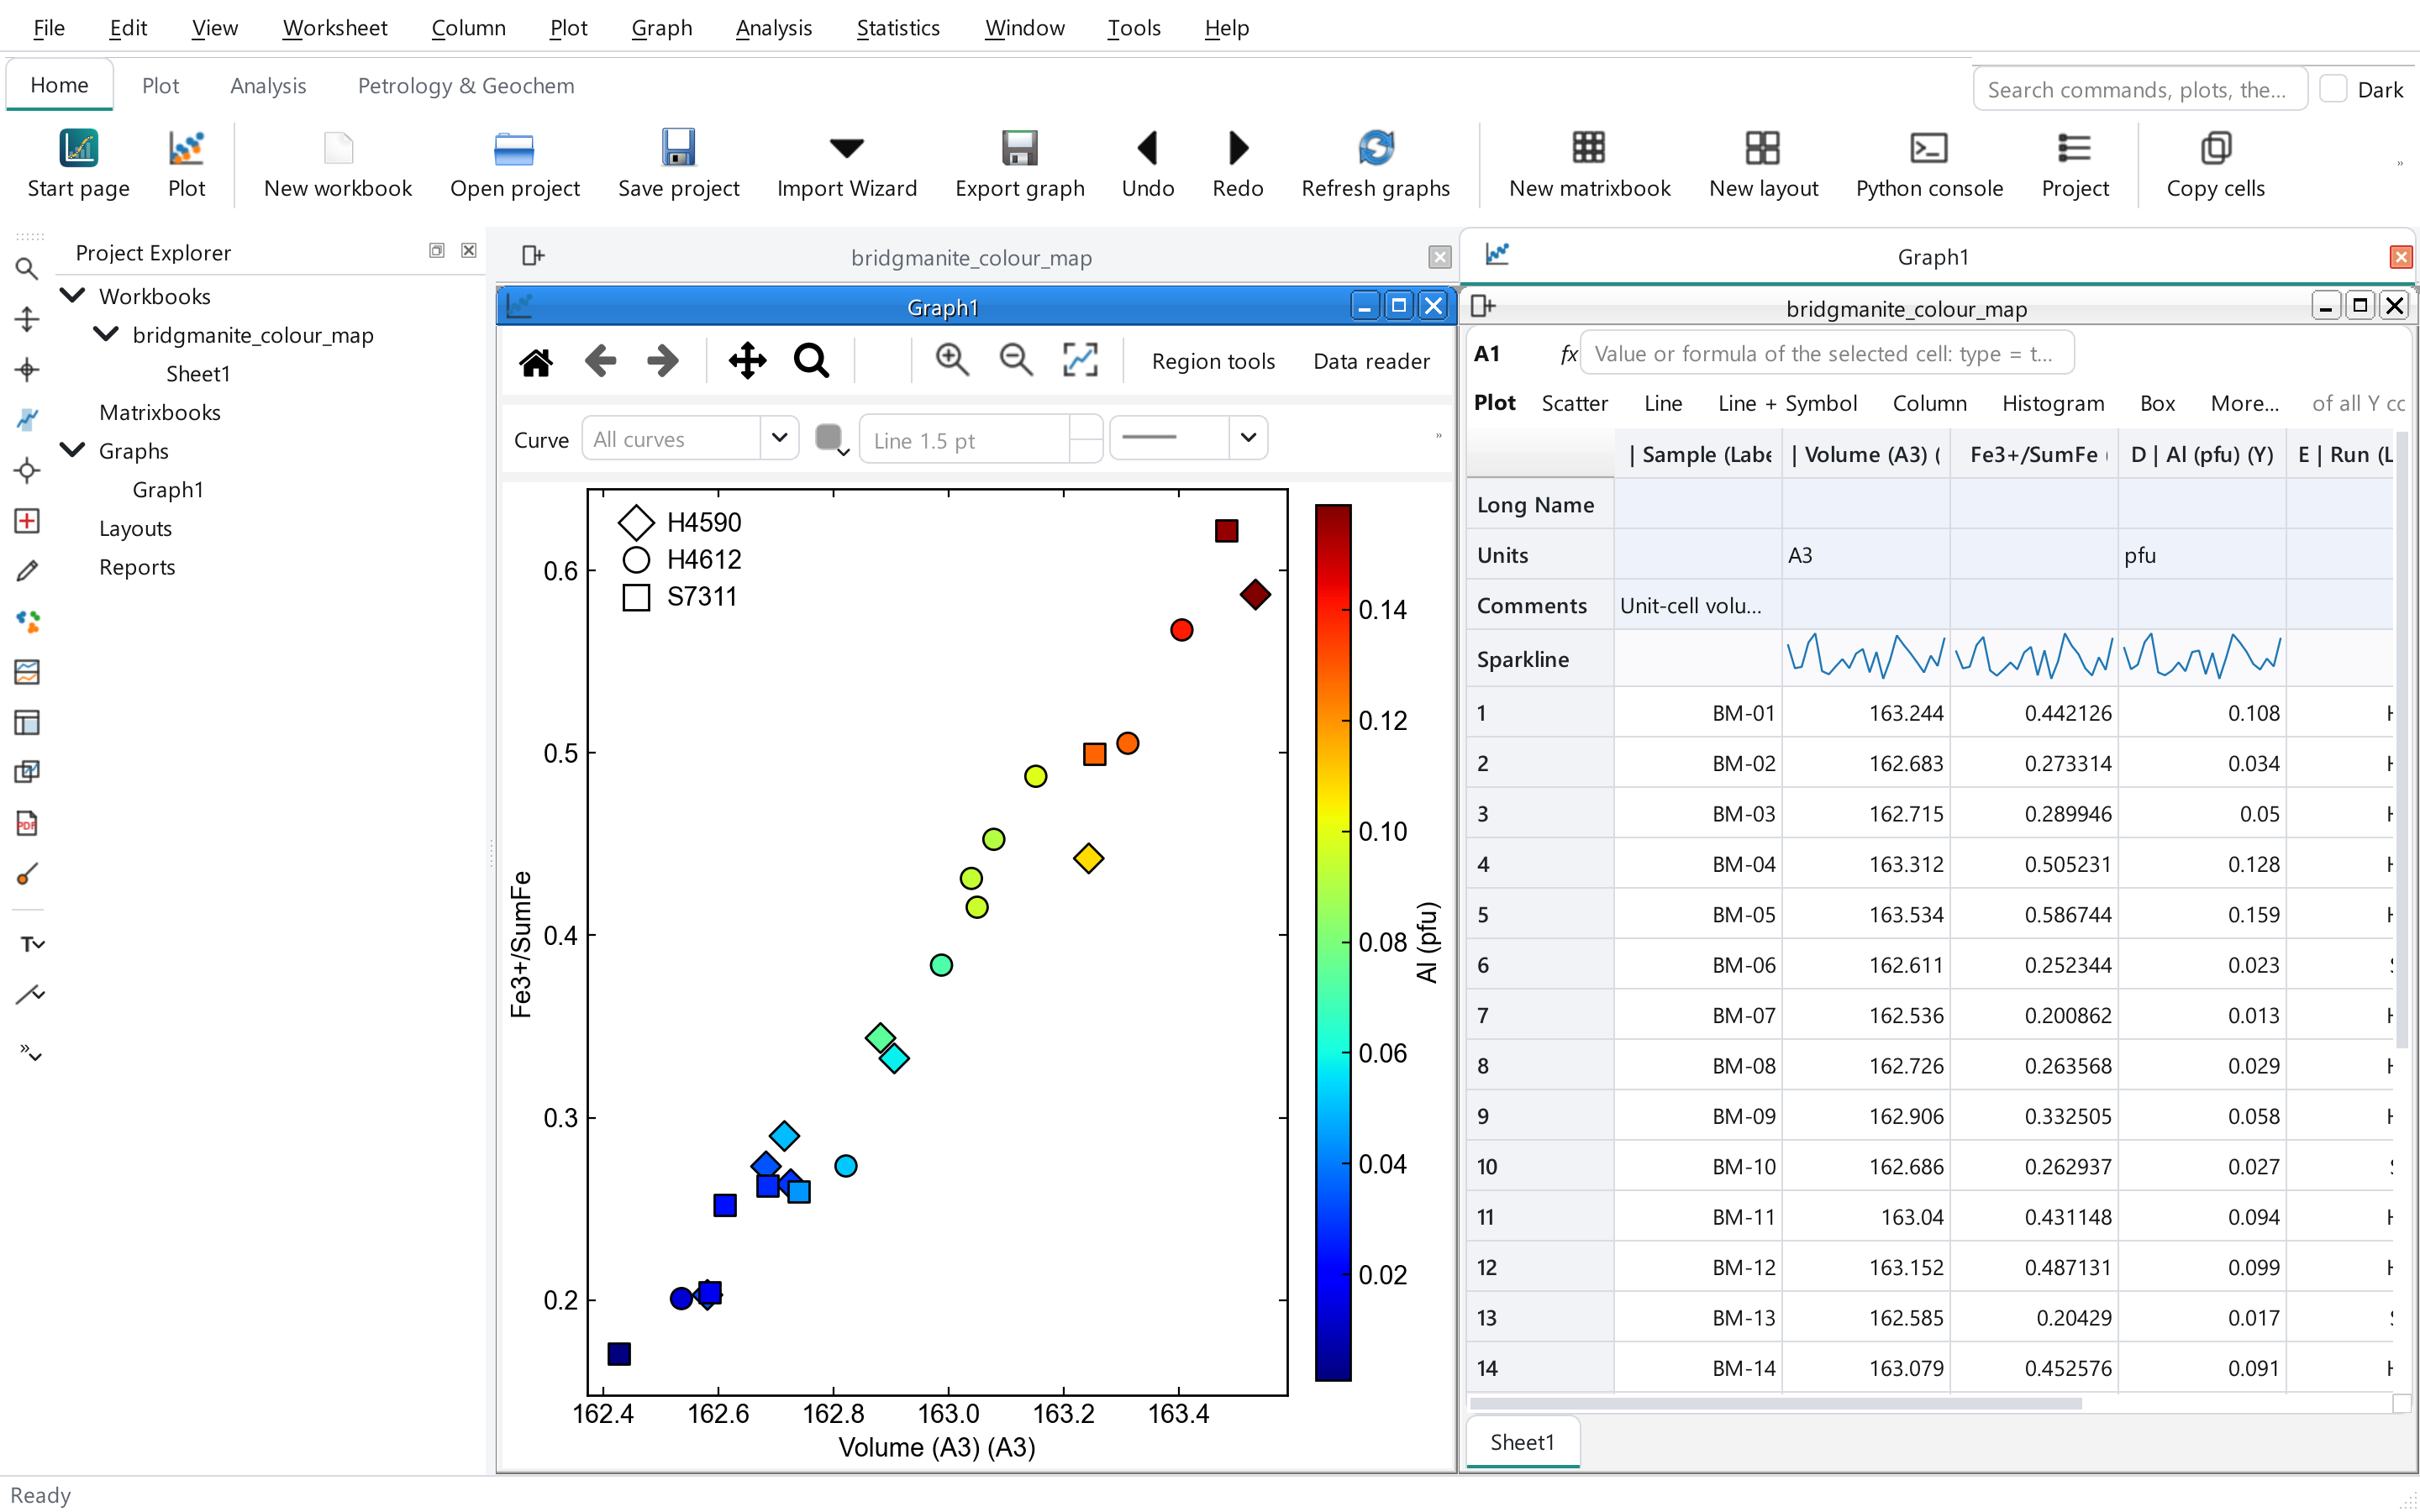 File Edit View Worksheet Column Plot Graph Analysis Statistics Window Tools Help
Home Plot Analysis Petrology & Geochem
Search commands, plots, the... Dark
Start page Plot New workbook Open project Save project Import Wizard Export graph Undo Redo Refresh graphs New matrixbook New layout Python console Project Copy cells »
Project Explorer
Workbooks
bridgmanite_colour_map
Sheet1
Matrixbooks
Graphs
Graph1
Layouts
Reports
PDF
T
»
bridgmanite_colour_map
Graph1
Graph1
Region tools Data reader
Curve All curves Line 1.5 pt »
H4590
H4612
S7311
0.6
0.5
0.4
0.3
0.2
Fe3+/SumFe
162.4 162.6 162.8 163.0 163.2 163.4
Volume (A3) (A3)
0.14
0.12
0.10
0.08
0.06
0.04
0.02
Al (pfu)
bridgmanite_colour_map
A1 fx Value or formula of the selected cell: type = t...
Plot Scatter Line Line + Symbol Column Histogram Box More... of all Y cc
| Sample (Labe | Volume (A3) ( Fe3+/SumFe ( D | Al (pfu) (Y) E | Run (L
Long Name
Units A3 pfu
Comments Unit-cell volu...
Sparkline
1 BM-01 163.244 0.442126 0.108
2 BM-02 162.683 0.273314 0.034
3 BM-03 162.715 0.289946 0.05
4 BM-04 163.312 0.505231 0.128
5 BM-05 163.534 0.586744 0.159
6 BM-06 162.611 0.252344 0.023
7 BM-07 162.536 0.200862 0.013
8 BM-08 162.726 0.263568 0.029
9 BM-09 162.906 0.332505 0.058
10 BM-10 162.686 0.262937 0.027
11 BM-11 163.04 0.431148 0.094
12 BM-12 163.152 0.487131 0.099
13 BM-13 162.585 0.20429 0.017
14 BM-14 163.079 0.452576 0.091
Sheet1
Ready